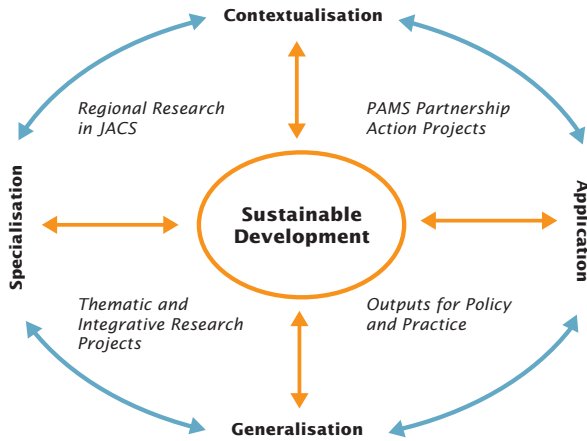 Contextualisation
Regional Research
in JACS
PAMS Partnership
Action Projects
Specialisation
Sustainable
Development
Application
Thematic and
Integrative Research
Projects
Outputs for Policy
and Practice
Generalisation